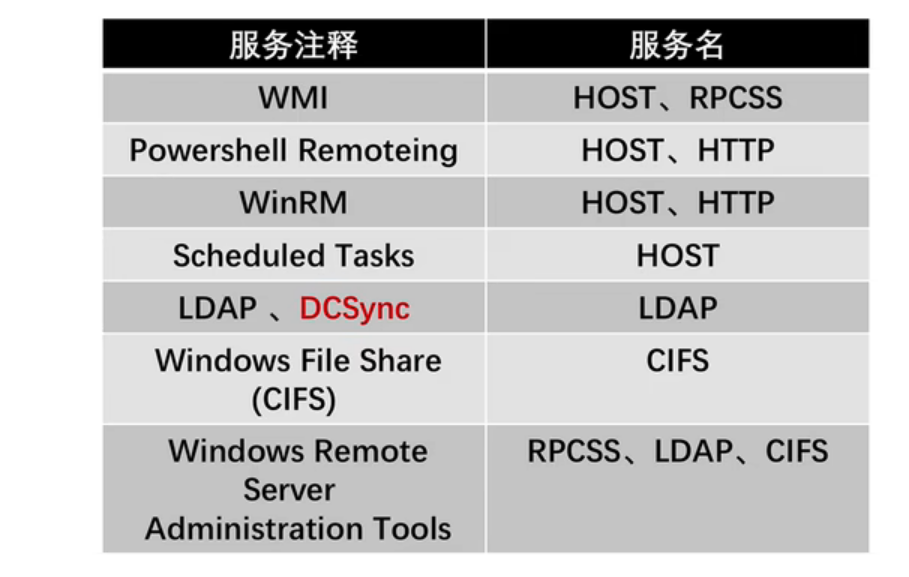 服务注释 服务名
WMI HOST、RPCSS
Powershell Remoteing HOST、HTTP
WinRM HOST、HTTP
Scheduled Tasks HOST
LDAP 、DCSync LDAP
Windows File Share CIFS
(CIFS)
Windows Remote RPCSS、LDAP、CIFS
Server
Administration Tools